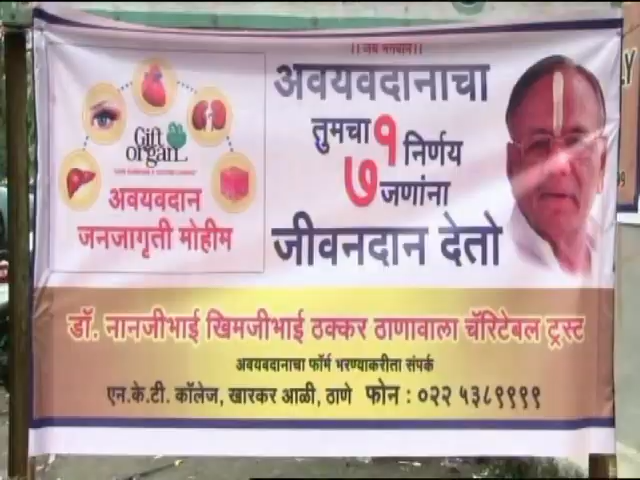 ।। जय भगवान।।
अवयवदानाचा
तुमचा १ निर्णय
७ जणांना
जीवनदान देतो
Gift
organ
अवयवदान
जनजागृती मोहीम
डॉ. नानजीभाई खिमजीभाई ठक्कर ठाणावाला चॅरिटेबल ट्रस्ट
अवयवदानाचा फॉर्म भरण्याकरीता संपर्क
एन.के.टी. कॉलेज, खारकर आळी, ठाणे फोन : ०२२ ५३८९९९९